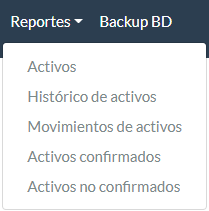 Reportes Backup BD
Activos
Histórico de activos
Movimientos de activos
Activos confirmados
Activos no confirmados